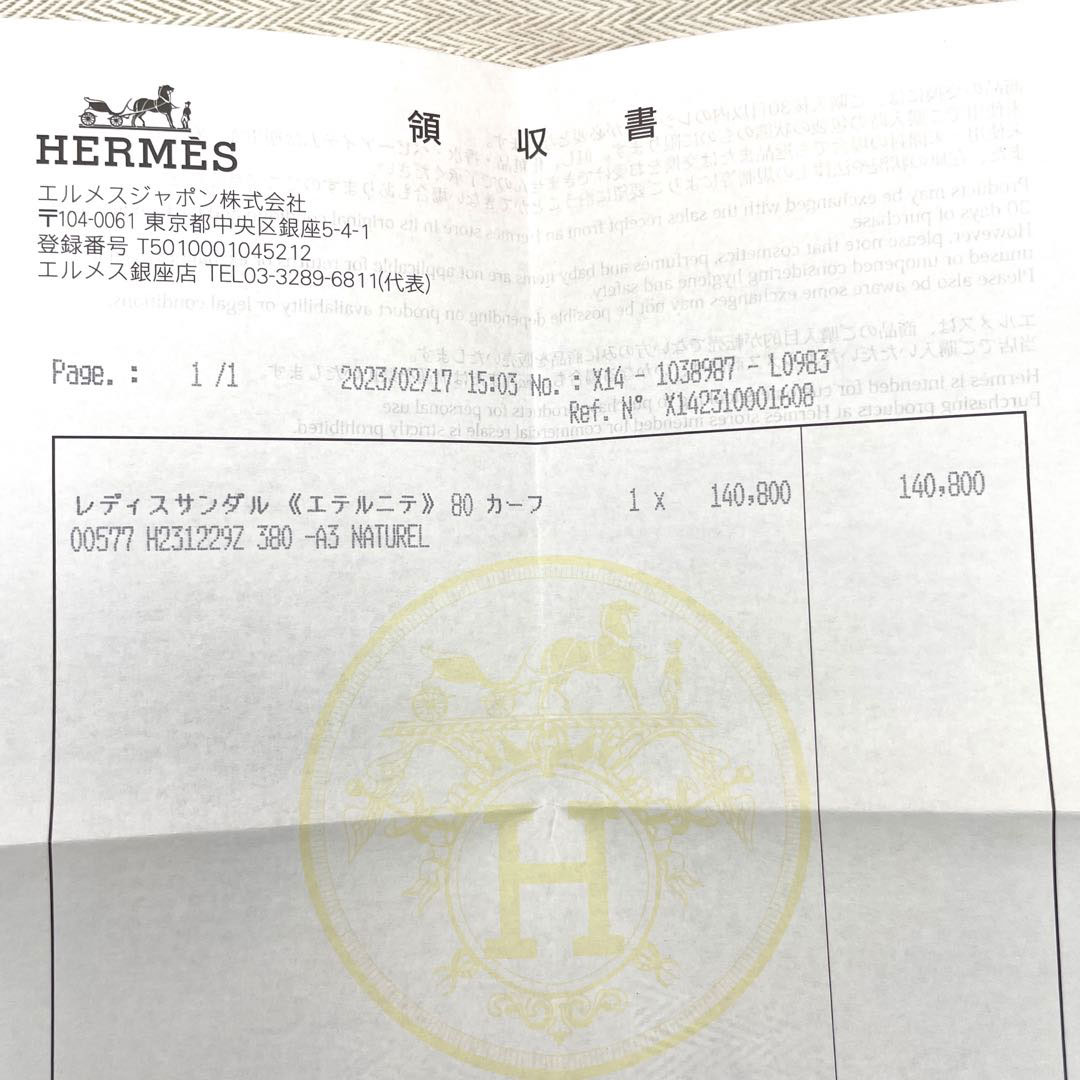 領収書
HERMÈS
エルメスジャポン株式会社
〒104-0061 東京都中央区銀座5-4-1
登録番号 T5010001045212
エルメス銀座店 TEL03-3289-6811(代表)
Page. : 1 /1 2023/02/17 15:03 No. : X14 - 1038987 - L0983
Ref. N° X142310001608
レディスサンダル 《エテルニテ》 80 カーフ 1 x 140,800 140,800
00577 H231229Z 380 -A3 NATUREL
H
Products may be exchanged with the sales receipt from an Hermès store in its original
30 days of purchase.
However, please note that cosmetics, perfumes and baby items are not applicable for
unused or unopened considering hygiene and safety.
Please also be aware some exchanges may not be possible depending on product availability or legal conditions.
Hermès is intended for
Purchasing products at Hermès stores intended for commercial resale is strictly prohibited.